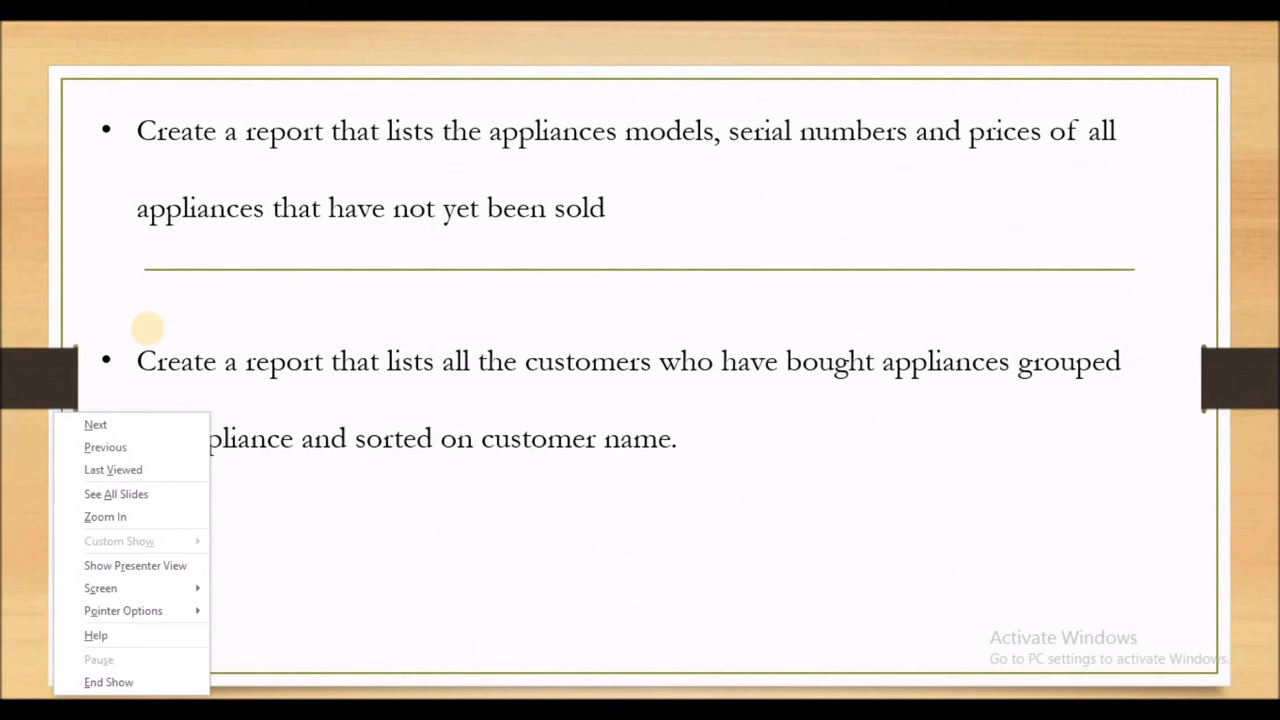 • Create a report that lists the appliances models, serial numbers and prices of all
appliances that have not yet been sold
• Create a report that lists all the customers who have bought appliances grouped
pliance and sorted on customer name.
Next
Previous
Last Viewed
See All Slides
Zoom In
Custom Show
Show Presenter View
Screen
Pointer Options
Help
Pause
End Show
Activate Windows
Go to PC settings to activate Windows.